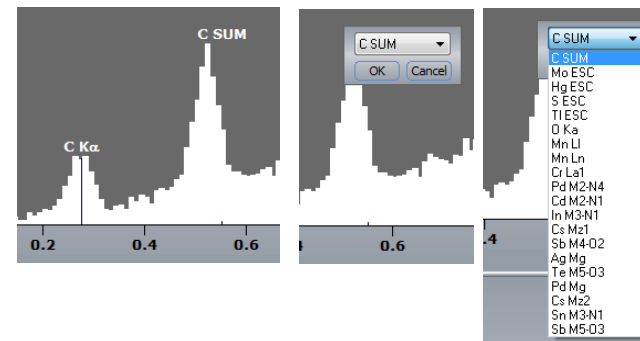 C SUM
C Kα
0.2 0.4 0.6
C SUM
OK Cancel
0.6
C SUM
C SUM
Mo ESC
Hg ESC
S ESC
Tl ESC
O Ka
Mn Ll
Mn Ln
Cr La1
Pd M2-N4
Cd M2-N1
In M3-N1
Cs Mz1
Sb M4-O2
Ag Mg
Te M5-O3
Pd Mg
Cs Mz2
Sn M3-N1
Sb M5-O3
.4